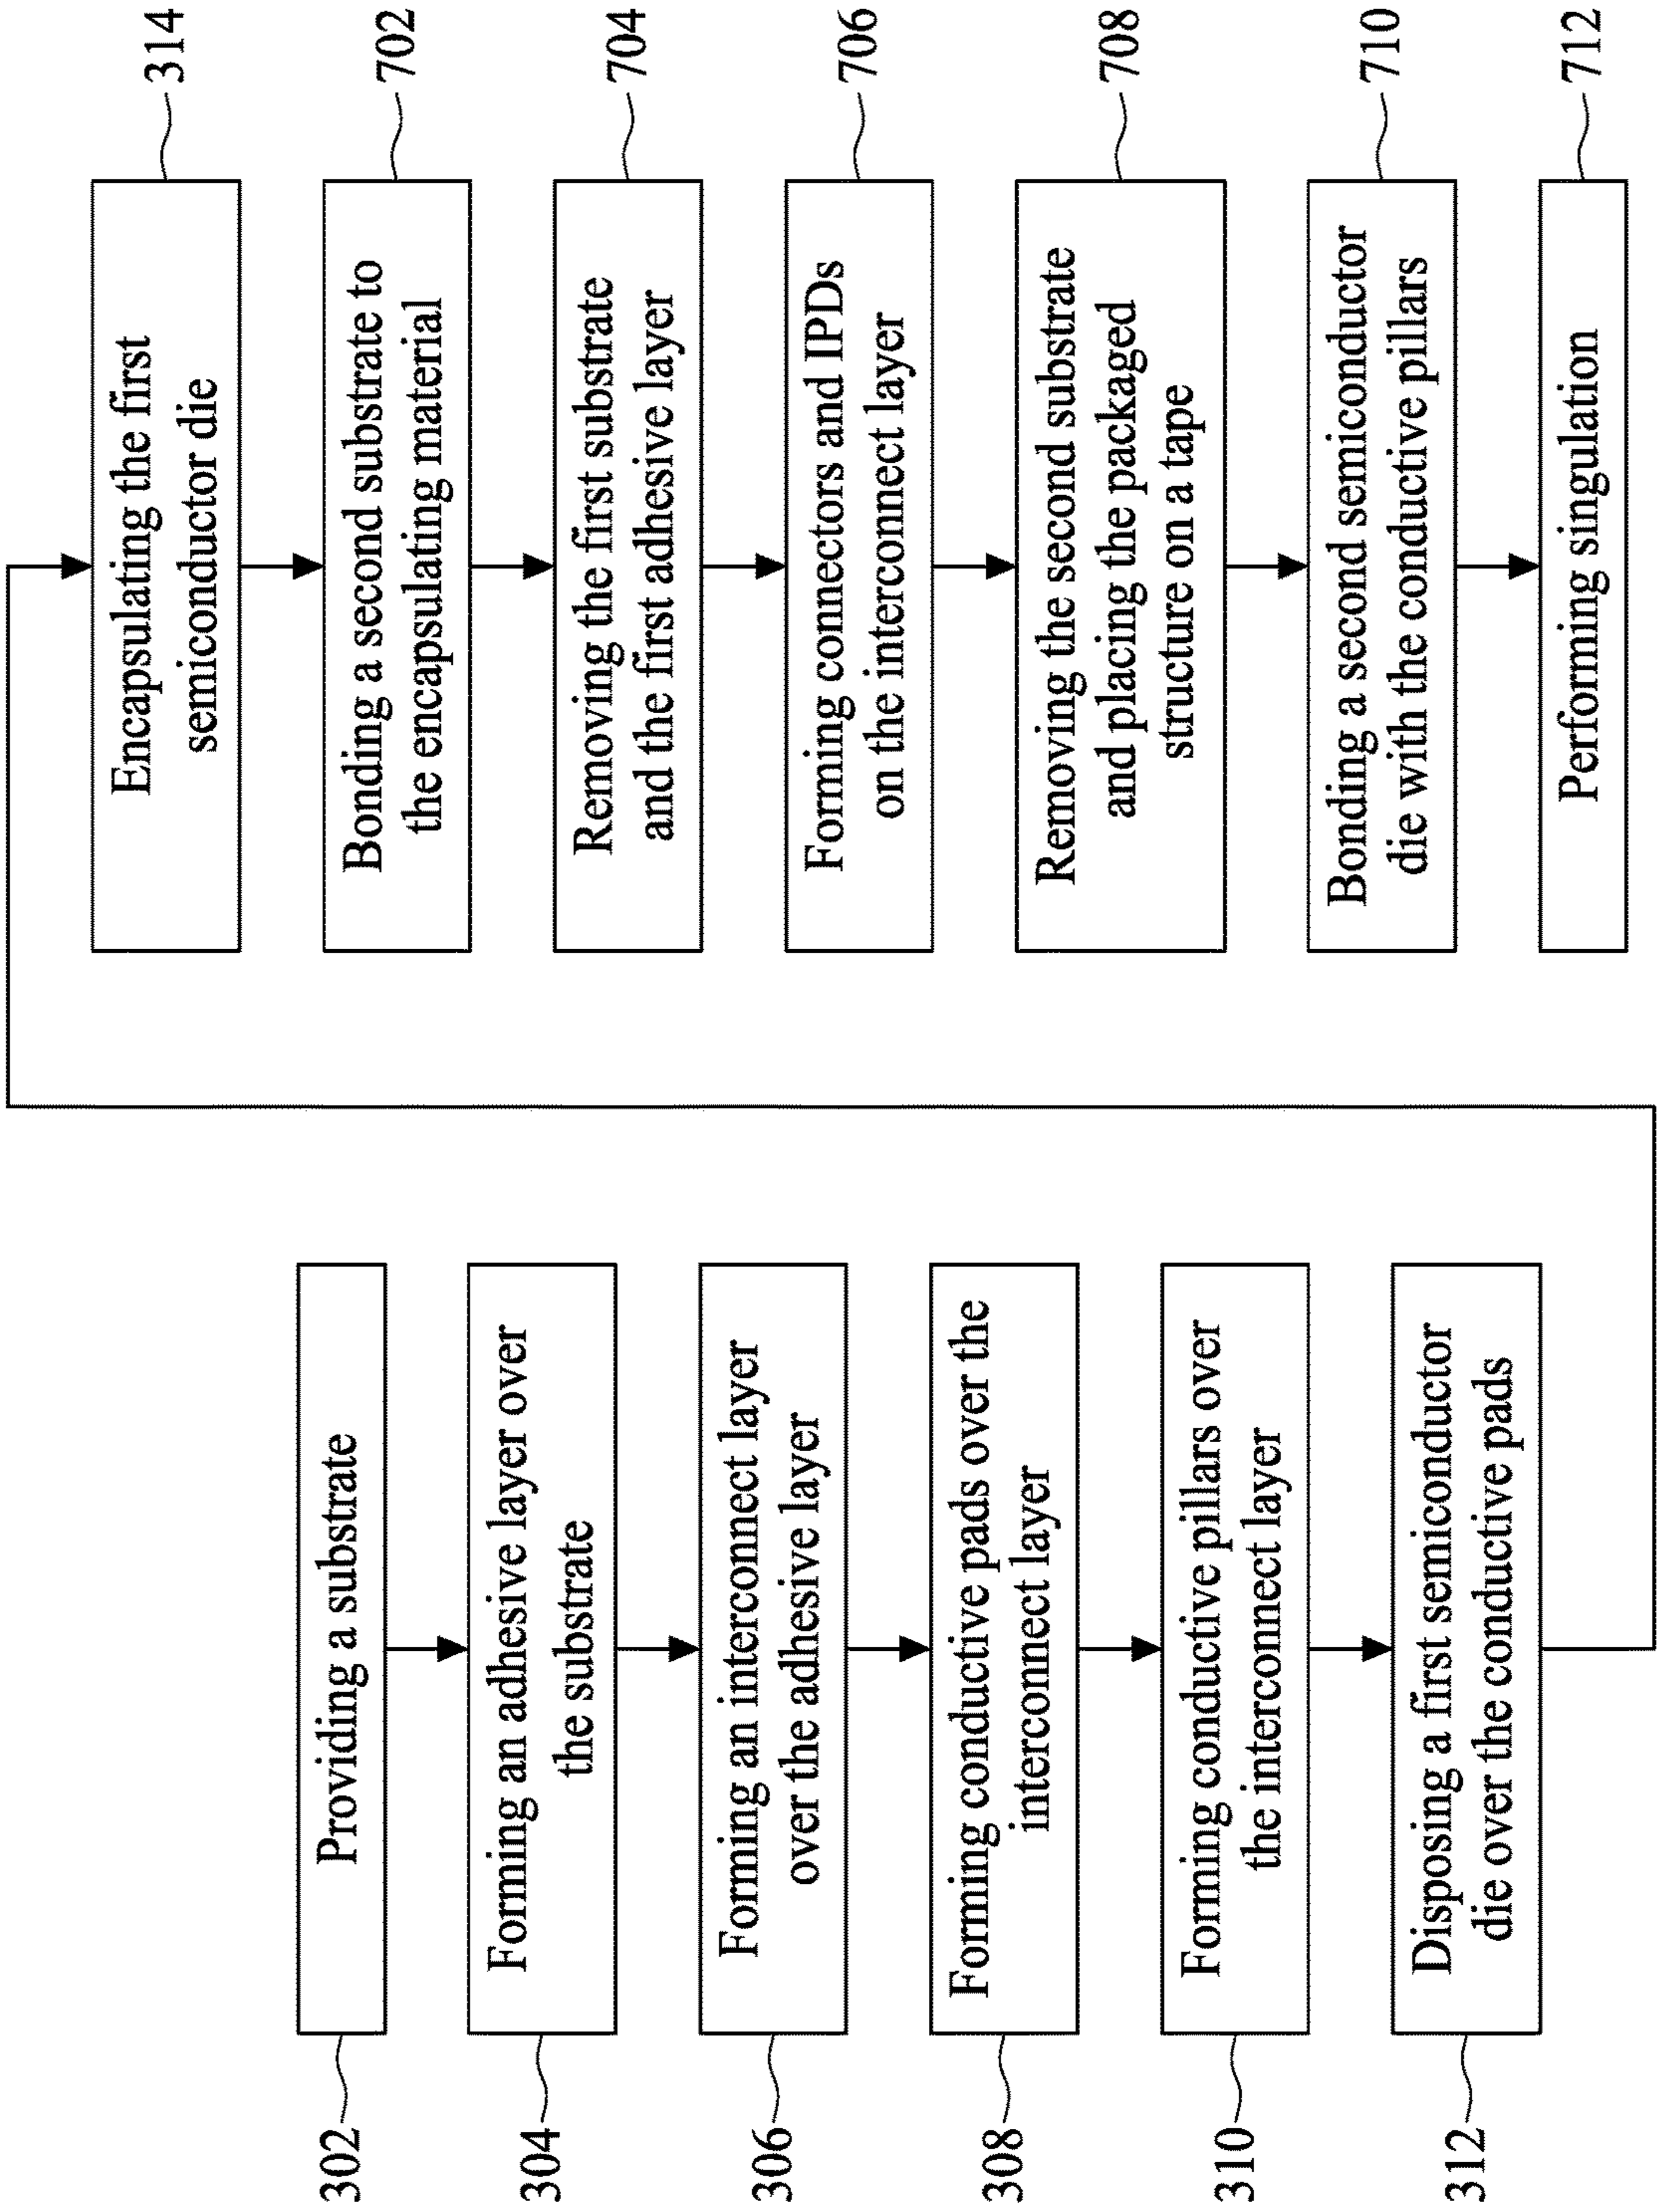 302
Providing a substrate
304
Forming an adhesive layer over
the substrate
306
Forming an interconnect layer
over the adhesive layer
308
Forming conductive pads over the
interconnect layer
310
Forming conductive pillars over
the interconnect layer
312
Disposing a first semiconductor
die over the conductive pads
Encapsulating the first
semiconductor die
314
Bonding a second substrate to
the encapsulating material
702
Removing the first substrate
and the first adhesive layer
704
Forming connectors and IPDs
on the interconnect layer
706
Removing the second substrate
and placing the packaged
structure on a tape
708
Bonding a second semiconductor
die with the conductive pillars
710
Performing singulation
712